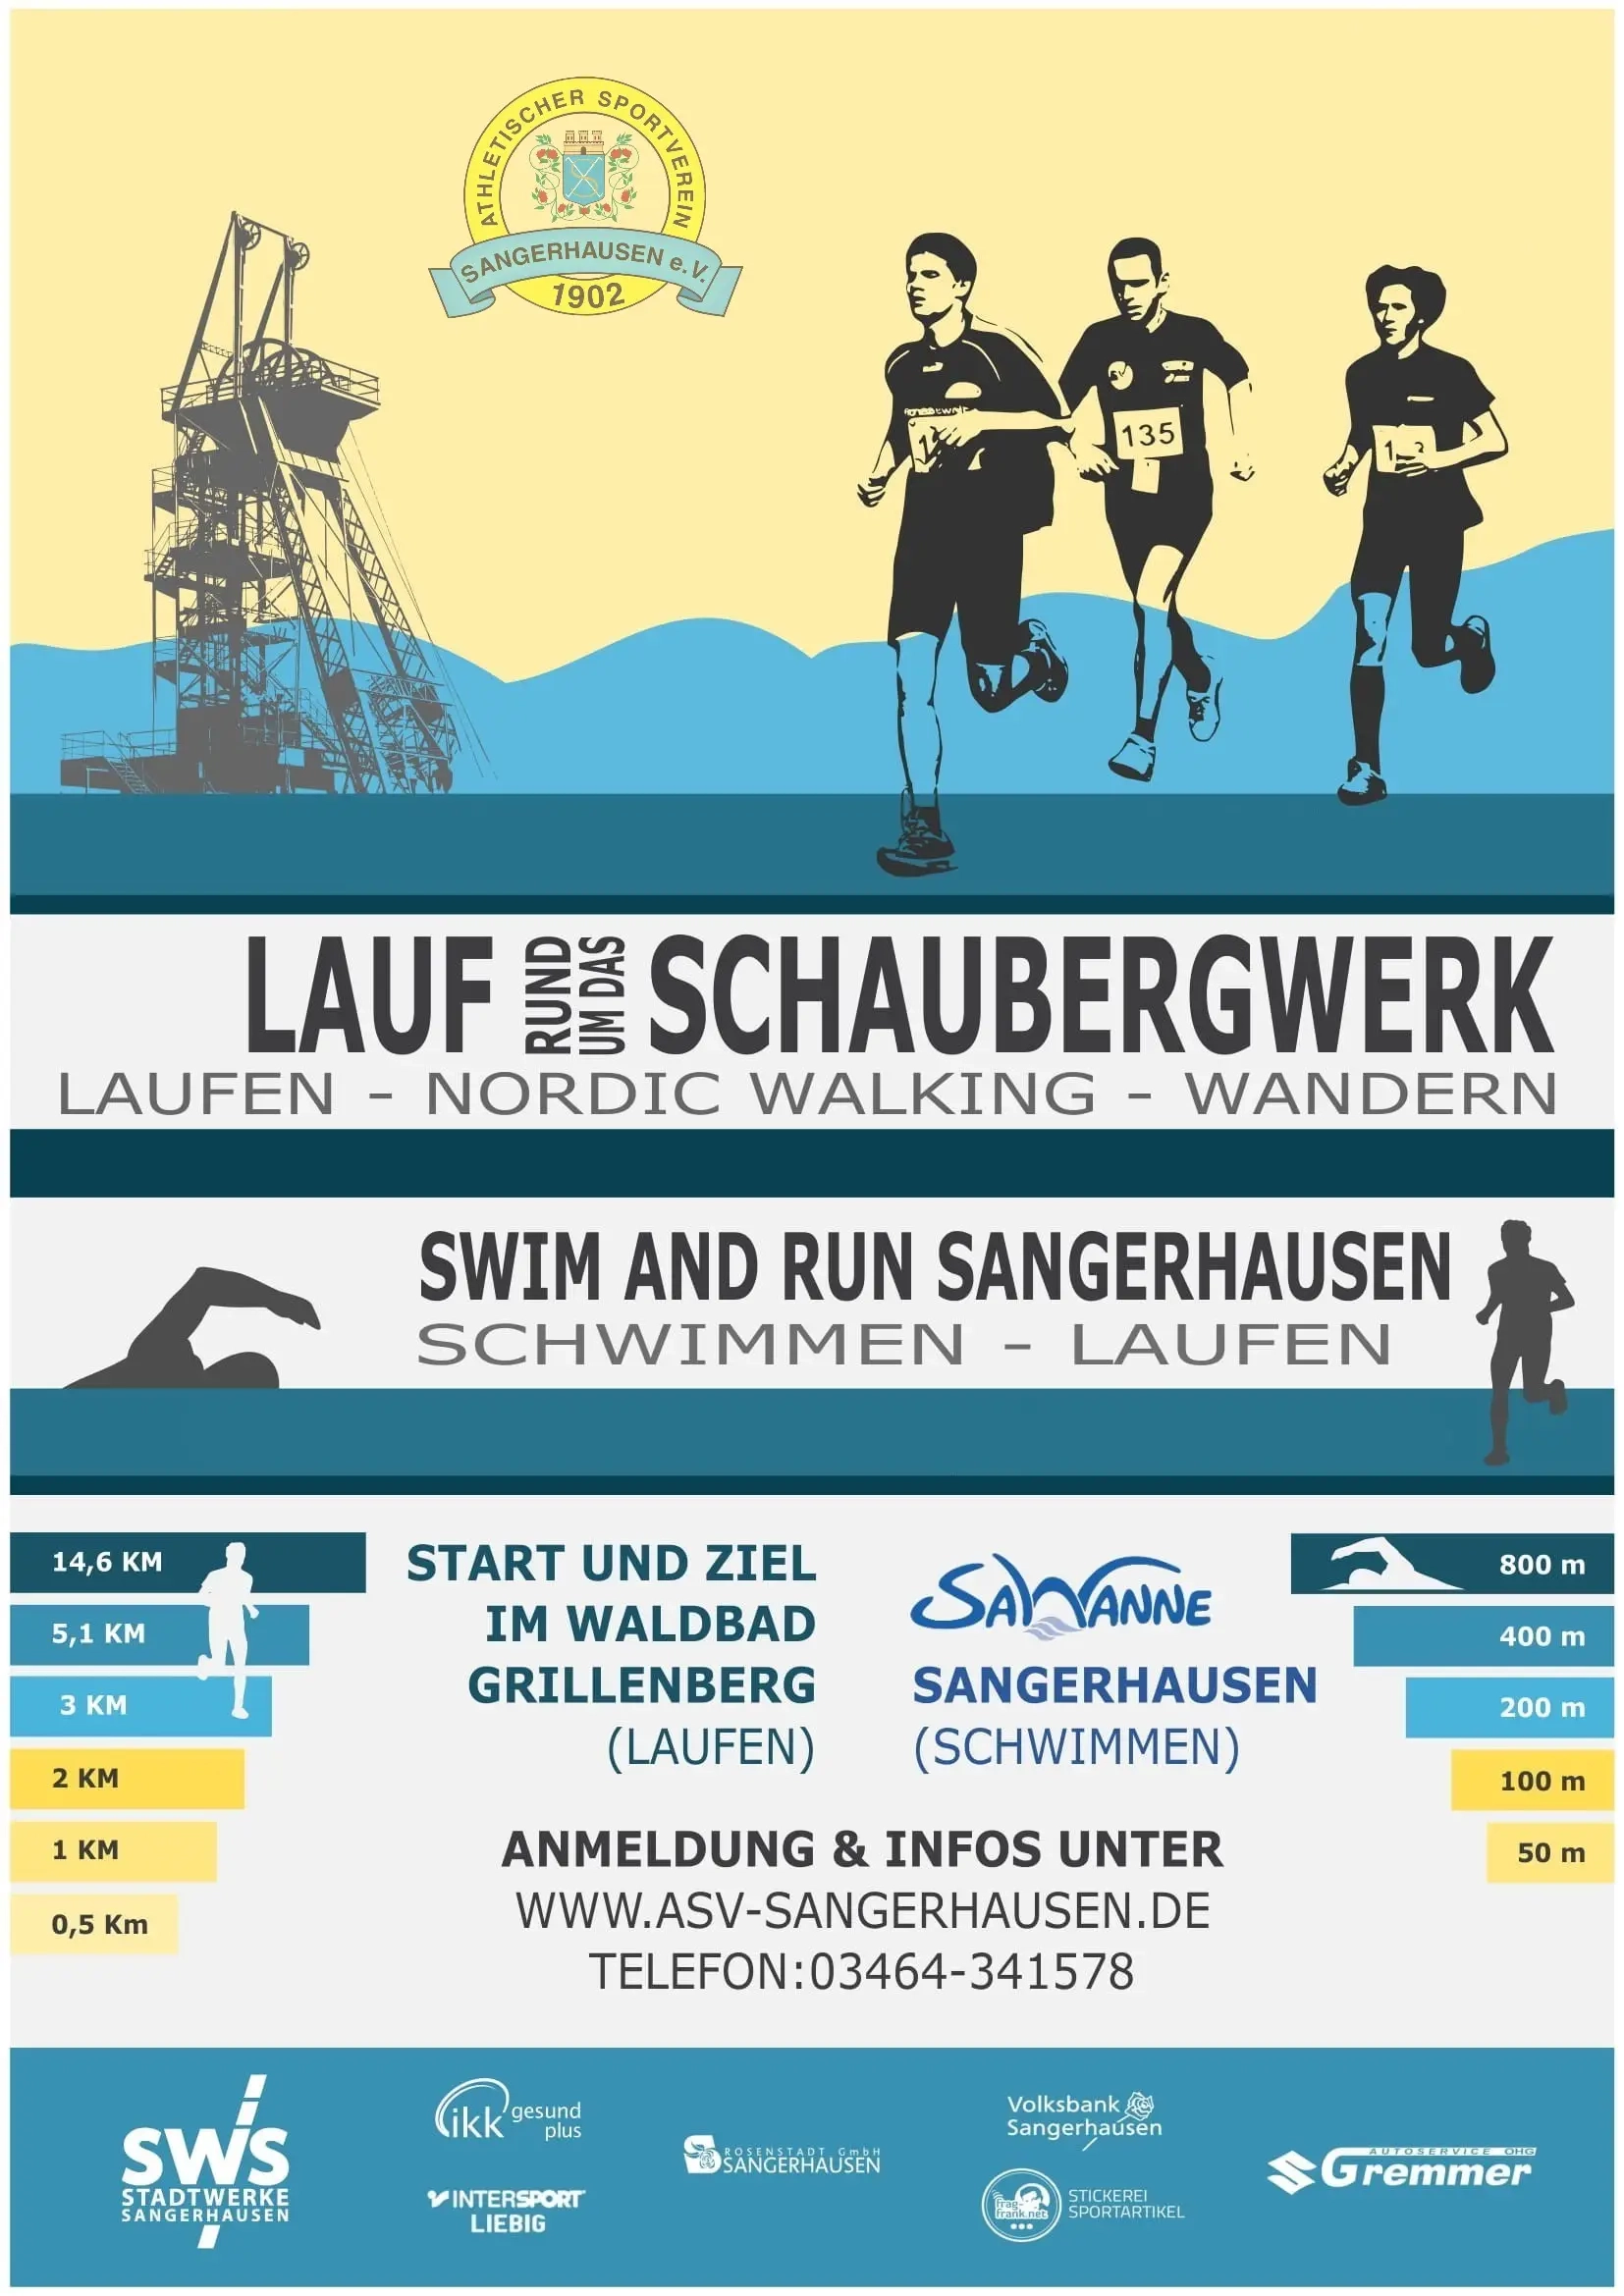 ATHLETISCHER SPORTVEREIN
SANGERHAUSEN e.V.
1902
135
LAUF RUND UM DAS SCHAUBERGWERK
LAUFEN - NORDIC WALKING - WANDERN
SWIM AND RUN SANGERHAUSEN
SCHWIMMEN - LAUFEN
14,6 KM
5,1 KM
3 KM
2 KM
1 KM
0,5 Km
START UND ZIEL
IM WALDBAD
GRILLENBERG
(LAUFEN)
SAWANNE
SANGERHAUSEN
(SCHWIMMEN)
800 m
400 m
200 m
100 m
50 m
ANMELDUNG & INFOS UNTER
WWW.ASV-SANGERHAUSEN.DE
TELEFON:03464-341578
SWS
STADTWERKE
SANGERHAUSEN
ikk gesund
plus
INTERSPORT
LIEBIG
ROSENSTADT GmbH
SANGERHAUSEN
Volksbank
Sangerhausen
frag
frank.net
STICKEREI
SPORTARTIKEL
AUTOSERVICE OHG
Gremmer